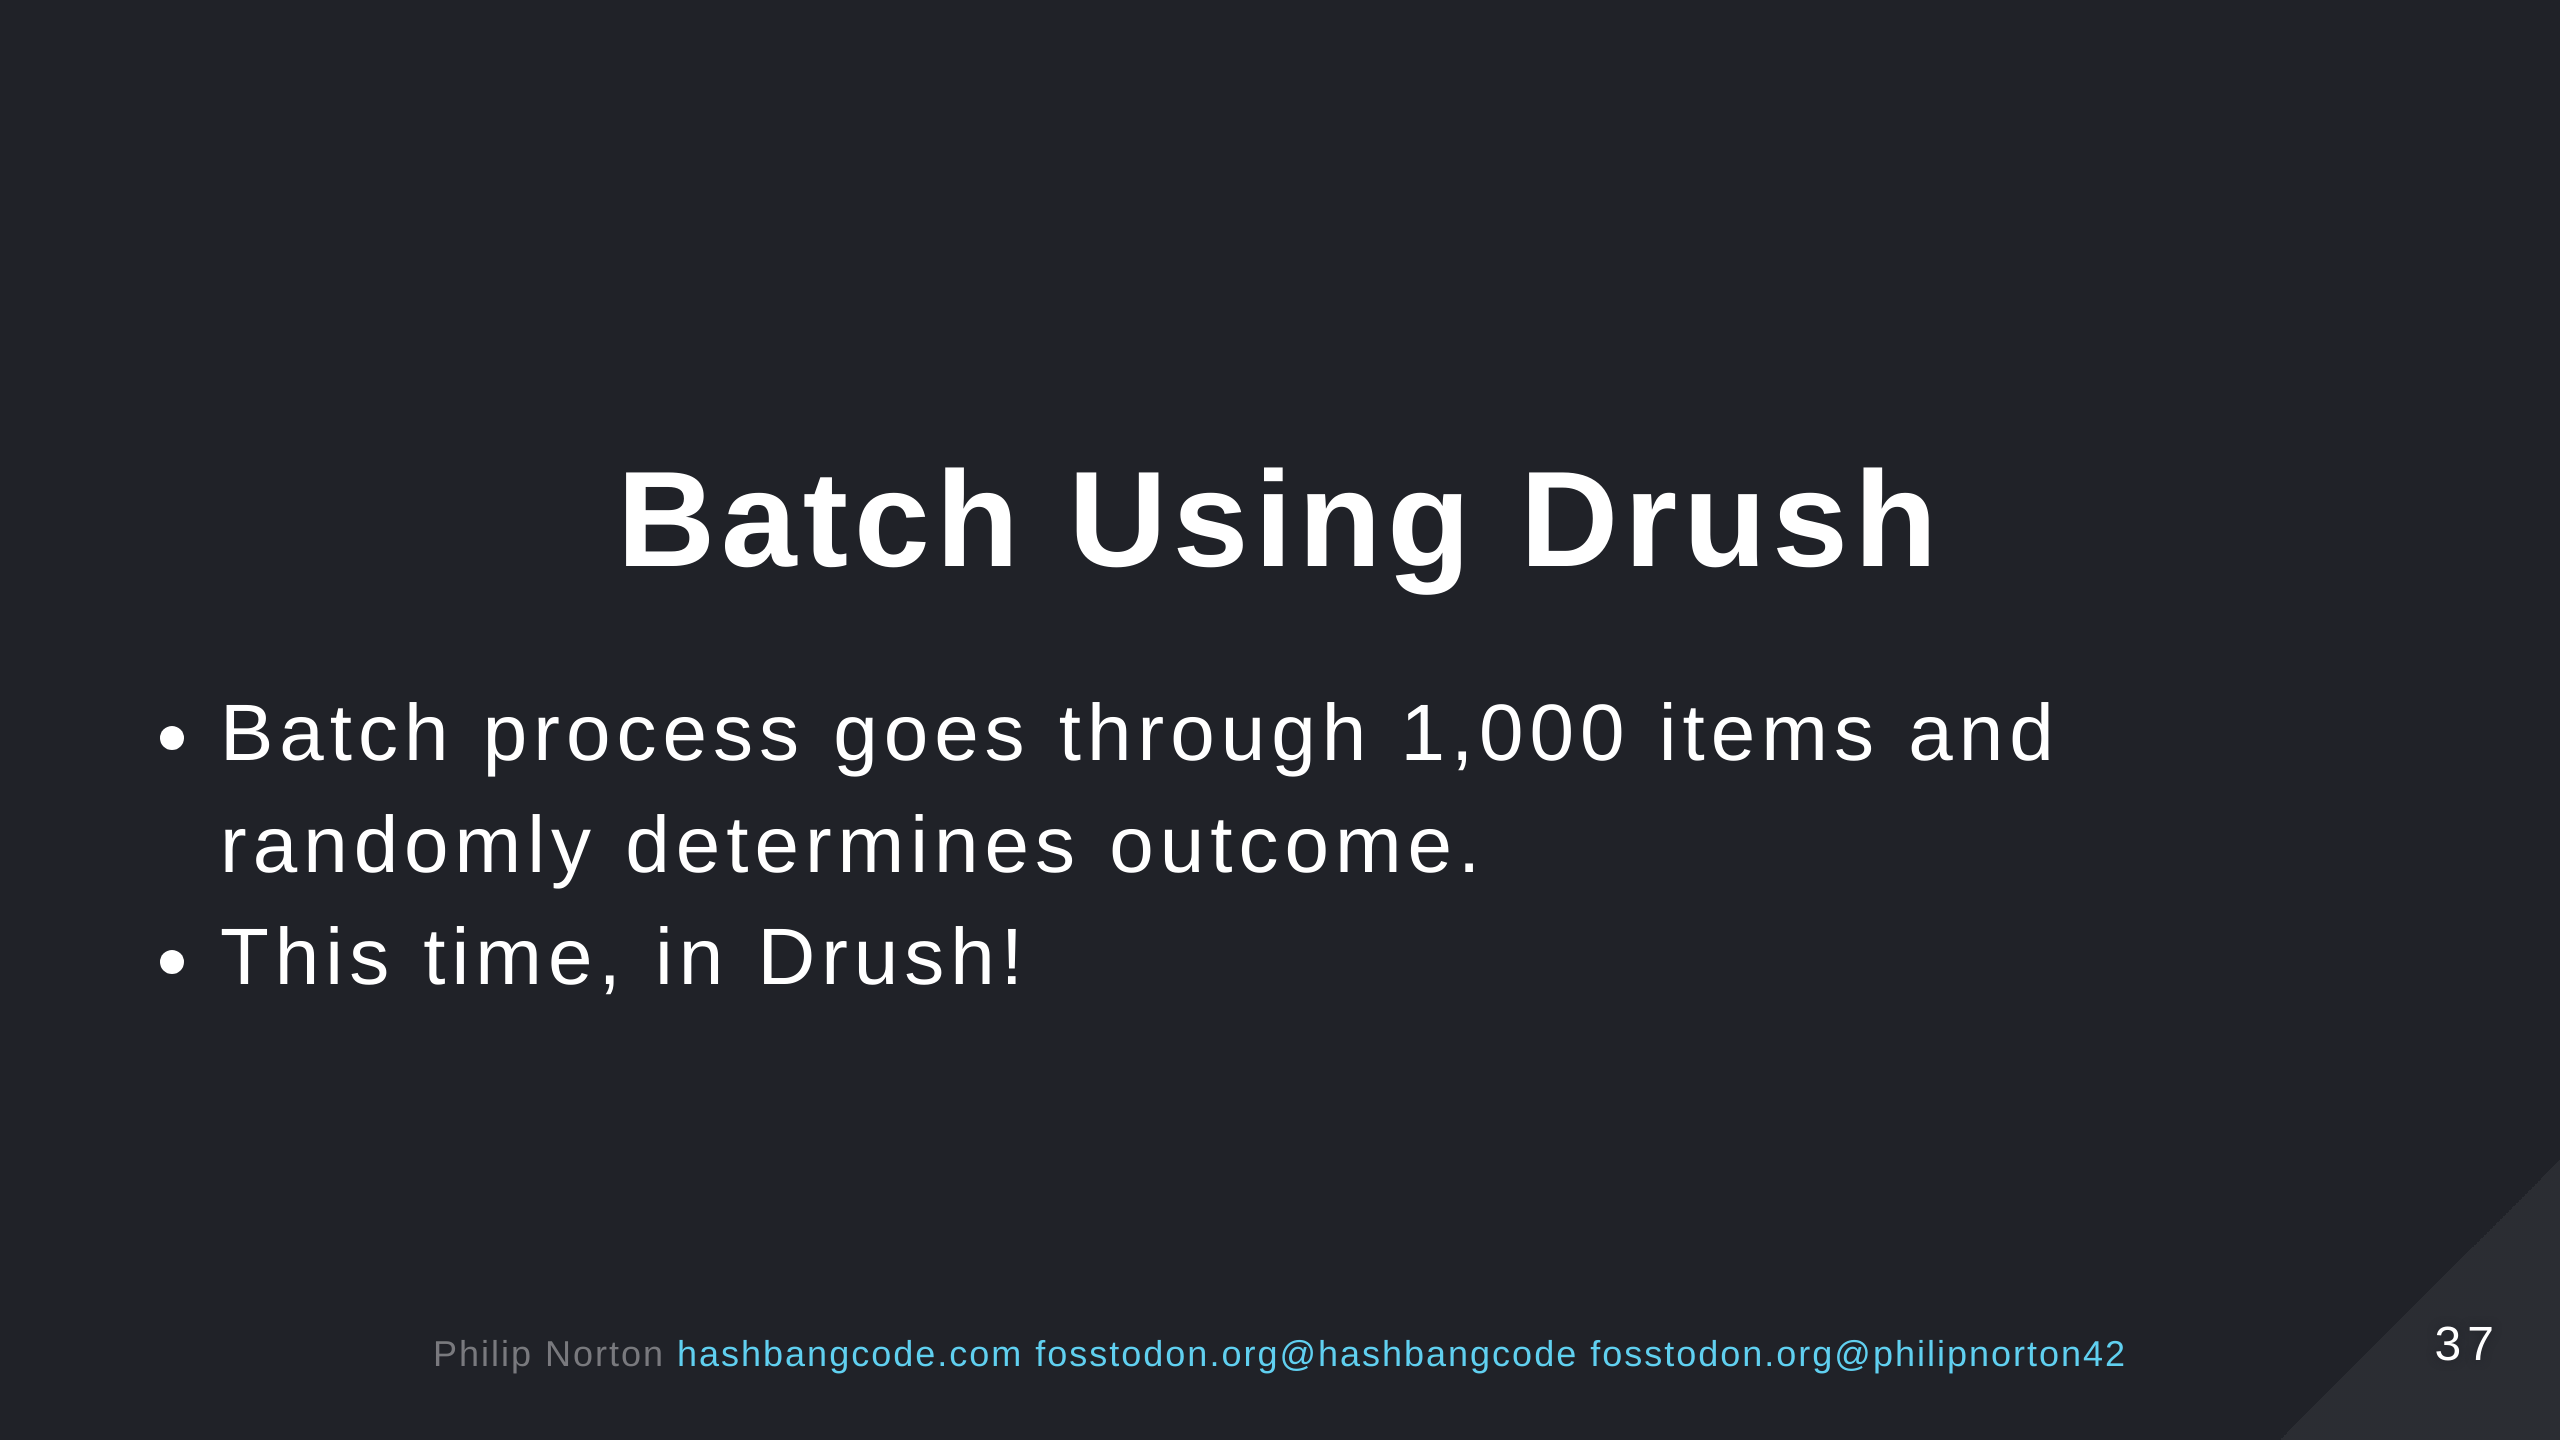 Batch Using Drush
• Batch process goes through 1,000 items and
randomly determines outcome.
• This time, in Drush!
Philip Norton hashbangcode.com fosstodon.org@hashbangcode fosstodon.org@philipnorton42
37